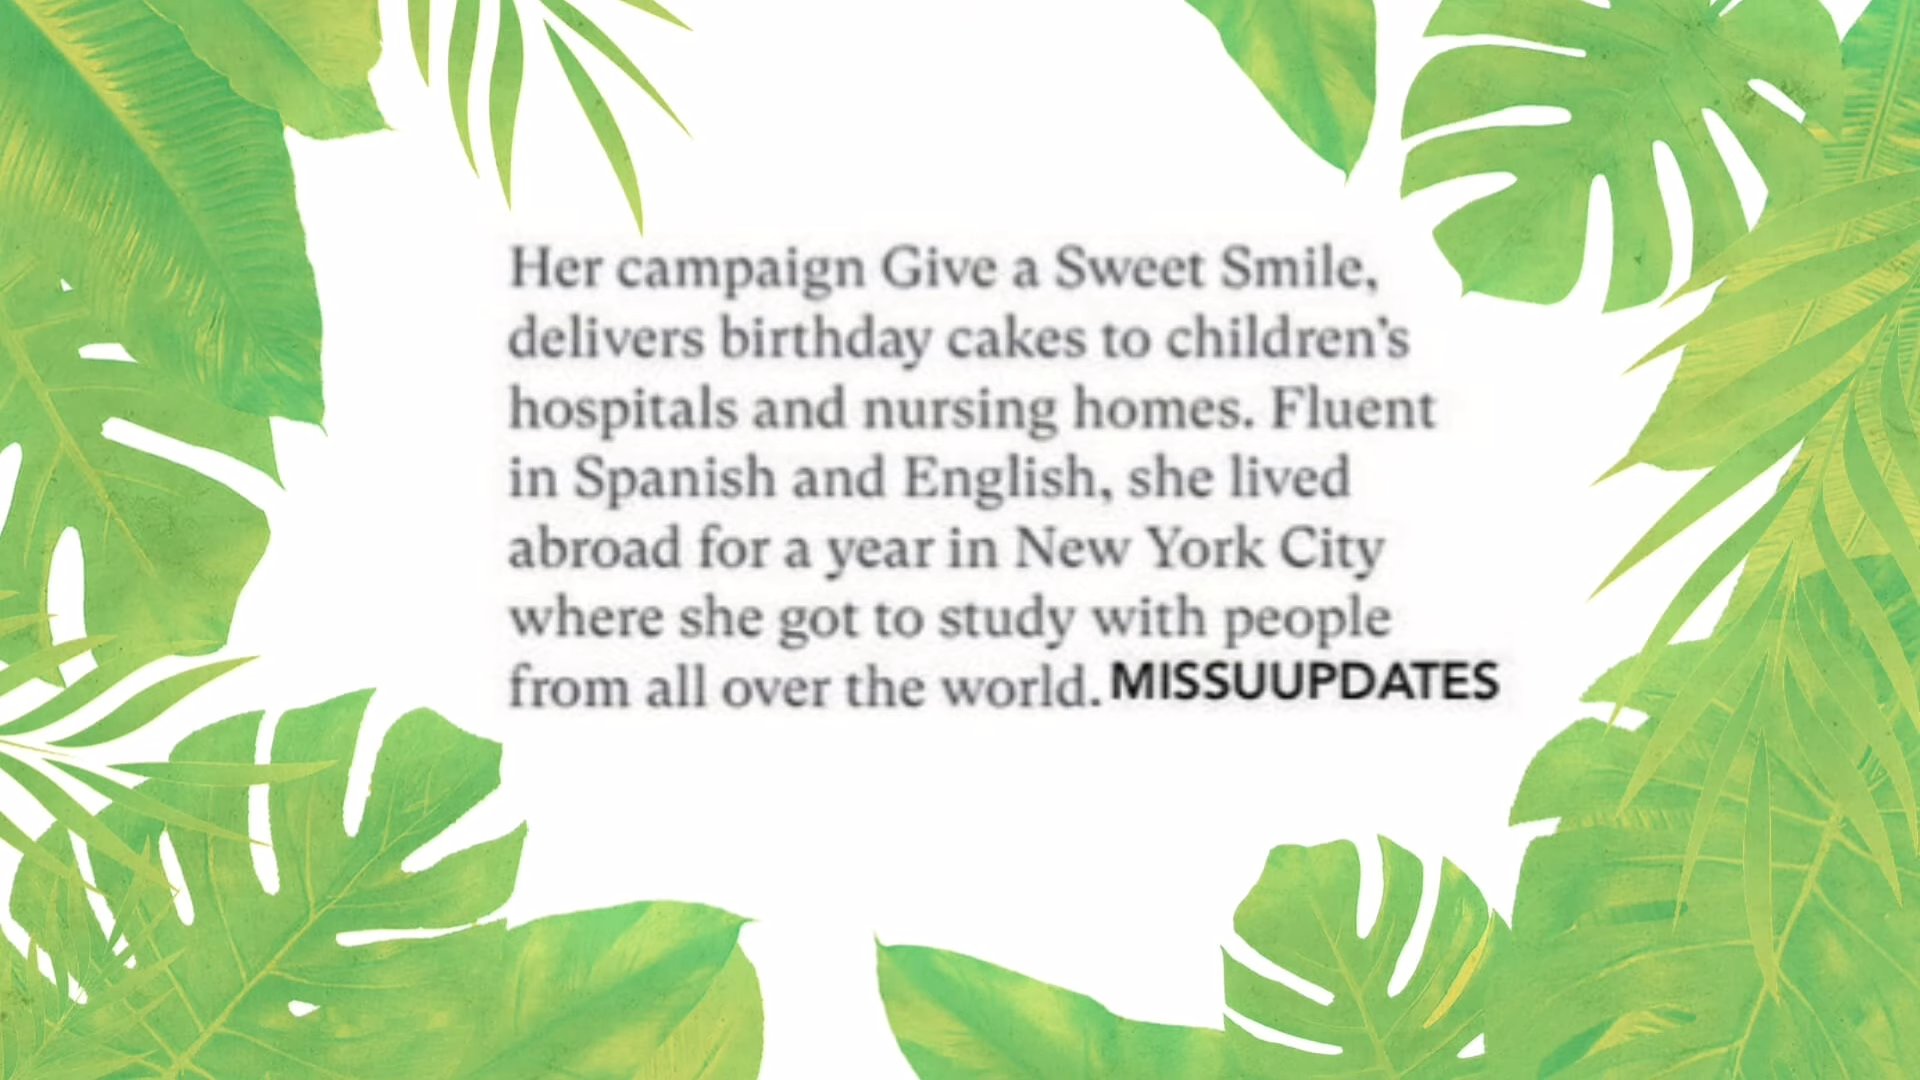 Her campaign Give a Sweet Smile,
delivers birthday cakes to children's
hospitals and nursing homes. Fluent
in Spanish and English, she lived
abroad for a year in New York City
where she got to study with people
from all over the world. MISSUUPDATES